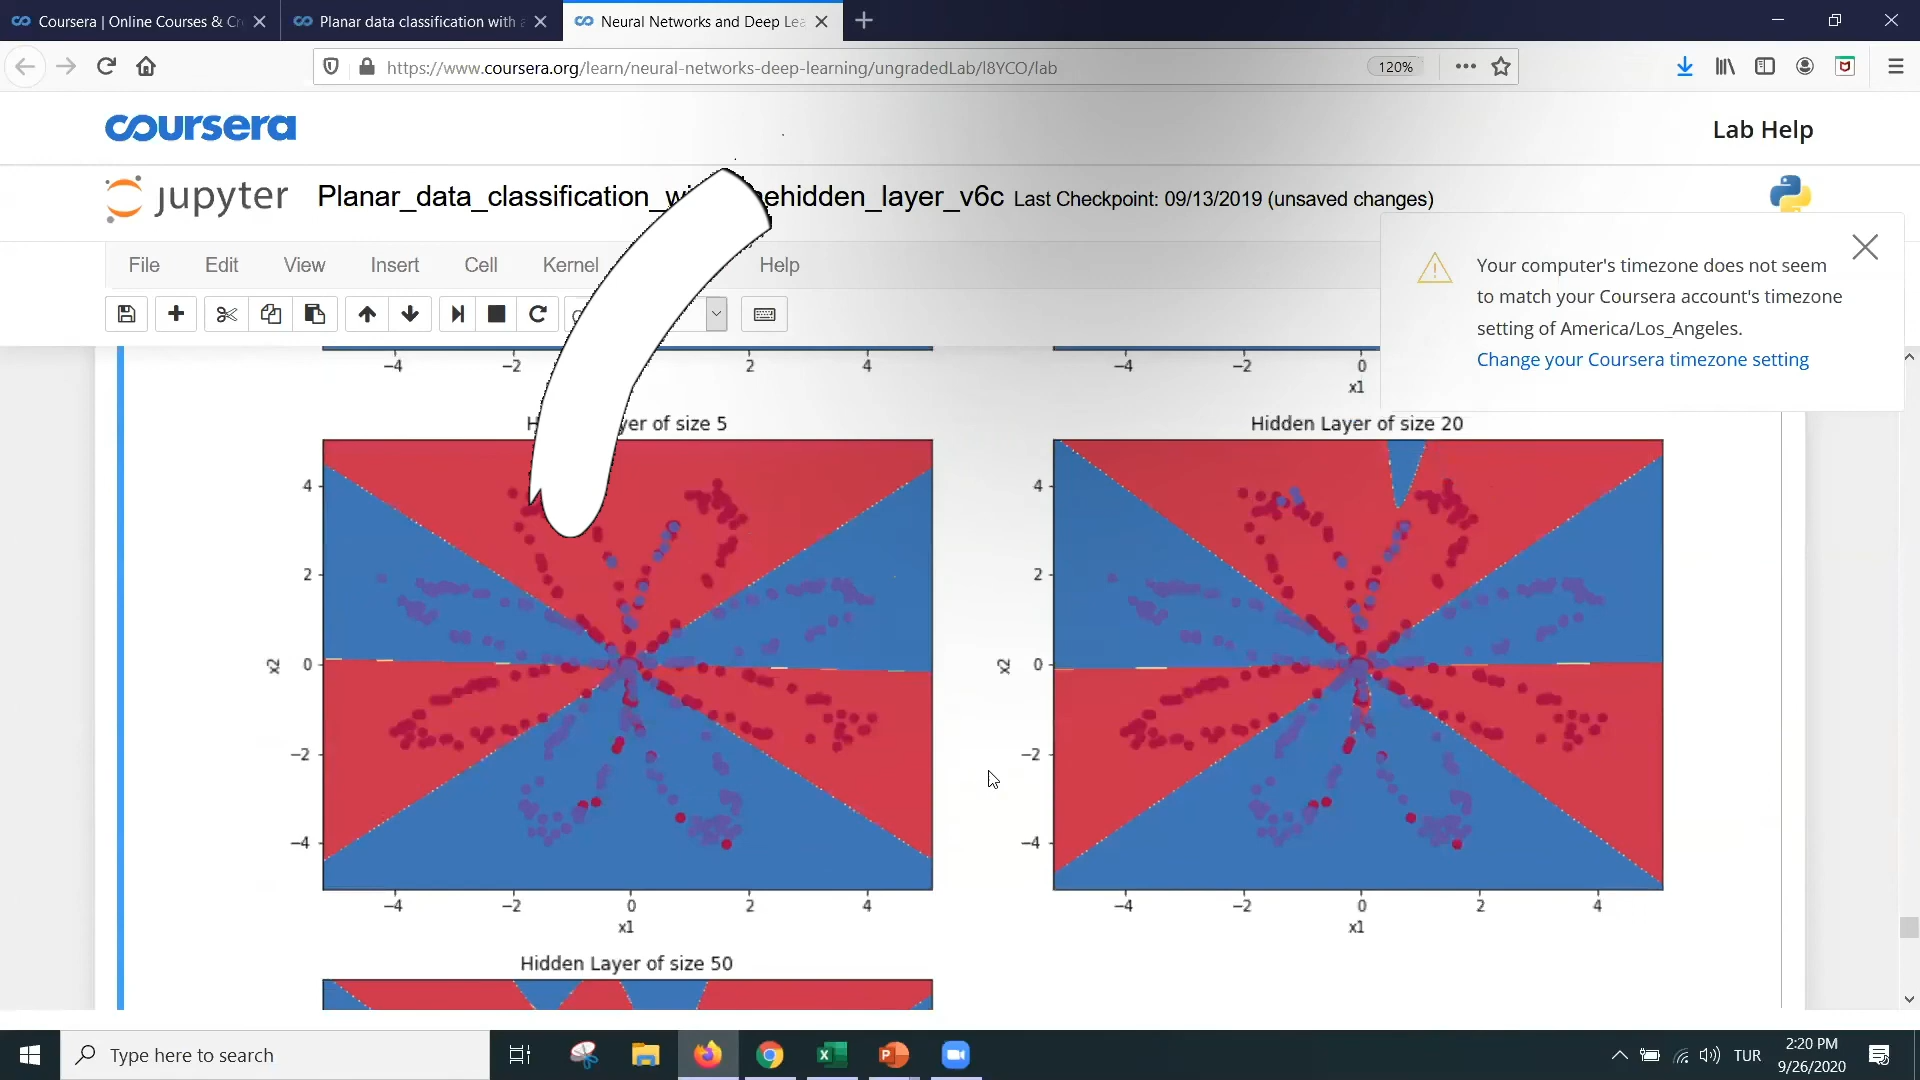 Coursera | Online Courses & Cr
Planar data classification with
Neural Networks and Deep Lea
https://www.coursera.org/learn/neural-networks-deep-learning/ungradedLab/l8YCO/lab
120%
coursera
Lab Help
jupyter
Planar_data_classification_wi ehidden_layer_v6c Last Checkpoint: 09/13/2019 (unsaved changes)
Your computer's timezone does not seem
to match your Coursera account's timezone
setting of America/Los_Angeles.
Change your Coursera timezone setting
File Edit View Insert Cell Kernel Help
−4 −2 2 4
−4 −2 0
x1
H yer of size 5
4
2
0
−2
−4
x2
−4 −2 0 2 4
x1
Hidden Layer of size 20
4
2
0
−2
−4
x2
−4 −2 0 2 4
x1
Hidden Layer of size 50
Type here to search
TUR
2:20 PM
9/26/2020